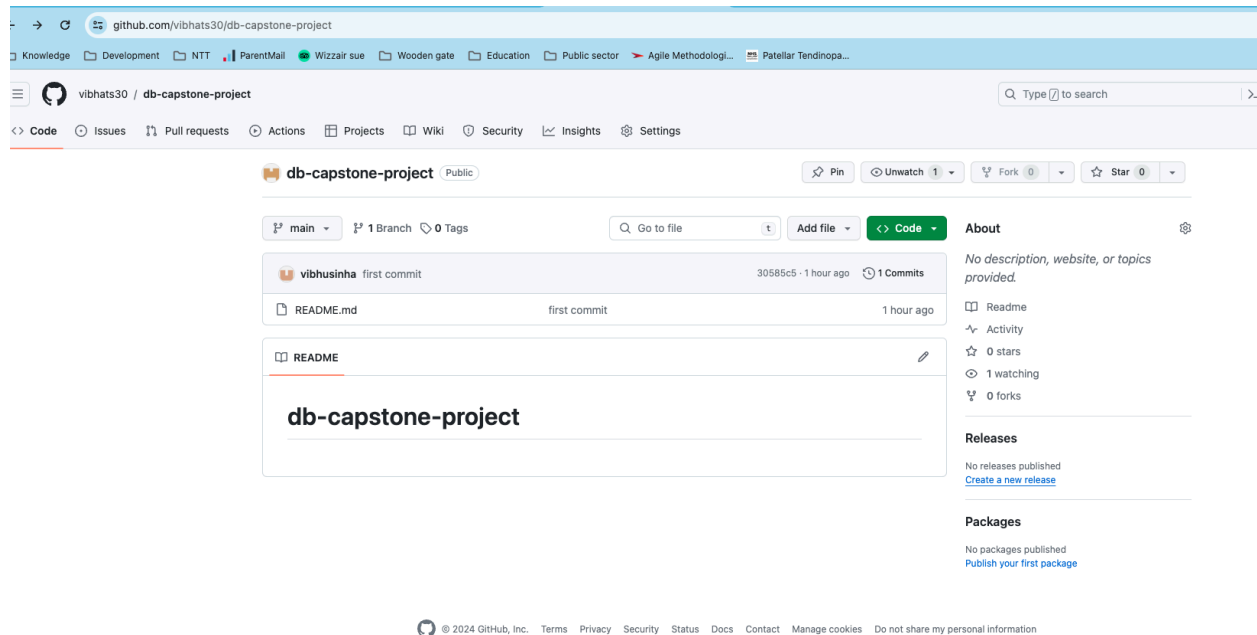 github.com/vibhats30/db-capstone-project
Knowledge Development NTT ParentMail Wizzair sue Wooden gate Education Public sector Agile Methodologi... Patellar Tendinopa...
vibhats30 / db-capstone-project
Type / to search
<> Code Issues Pull requests Actions Projects Wiki Security Insights Settings
db-capstone-project Public
Pin Unwatch 1 Fork 0 Star 0
main 1 Branch 0 Tags
Go to file t
Add file <> Code
vibhusinha first commit 30585c5 · 1 hour ago 1 Commits
README.md first commit 1 hour ago
README
db-capstone-project
About
No description, website, or topics
provided.
Readme
Activity
0 stars
1 watching
0 forks
Releases
No releases published
Create a new release
Packages
No packages published
Publish your first package
© 2024 GitHub, Inc. Terms Privacy Security Status Docs Contact Manage cookies Do not share my personal information